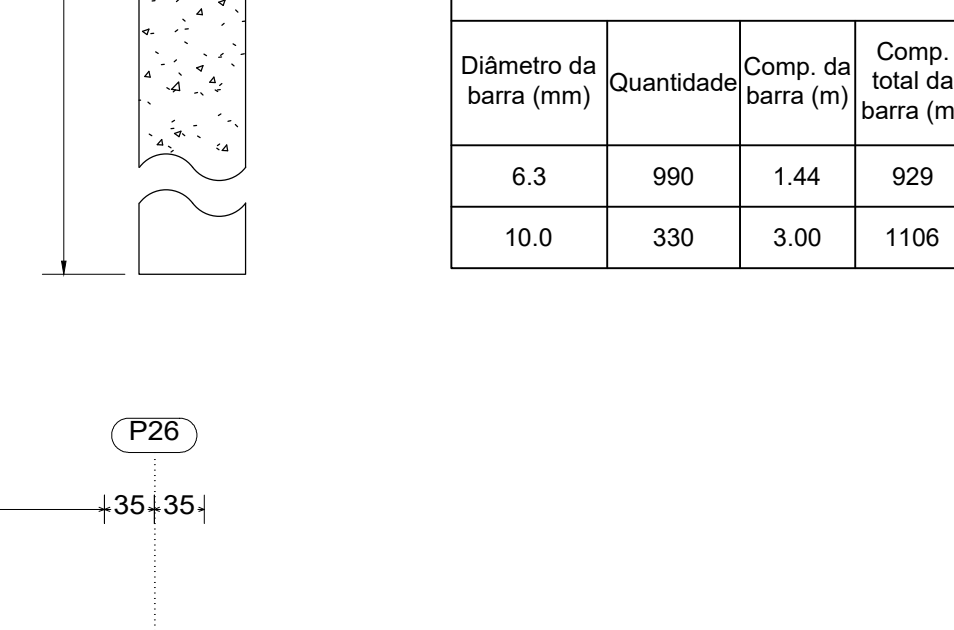 Diâmetro da
barra (mm)
Quantidade
Comp. da
barra (m)
Comp.
total da
barra (m
6.3 990 1.44 929
10.0 330 3.00 1106
P26
35 35